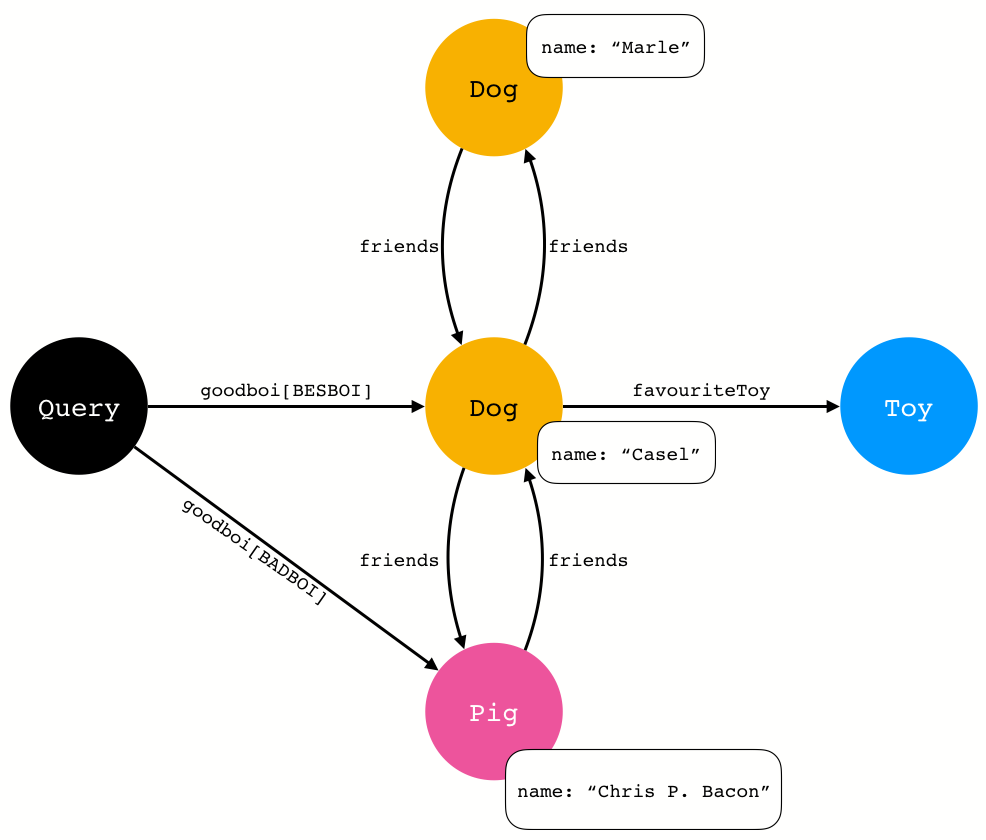 name: “Marle”
Dog
friends
friends
goodboi[BESBOI]
favouriteToy
Query
Dog
Toy
name: “Casel”
goodboi[BADBOI]
friends
friends
Pig
name: “Chris P. Bacon”